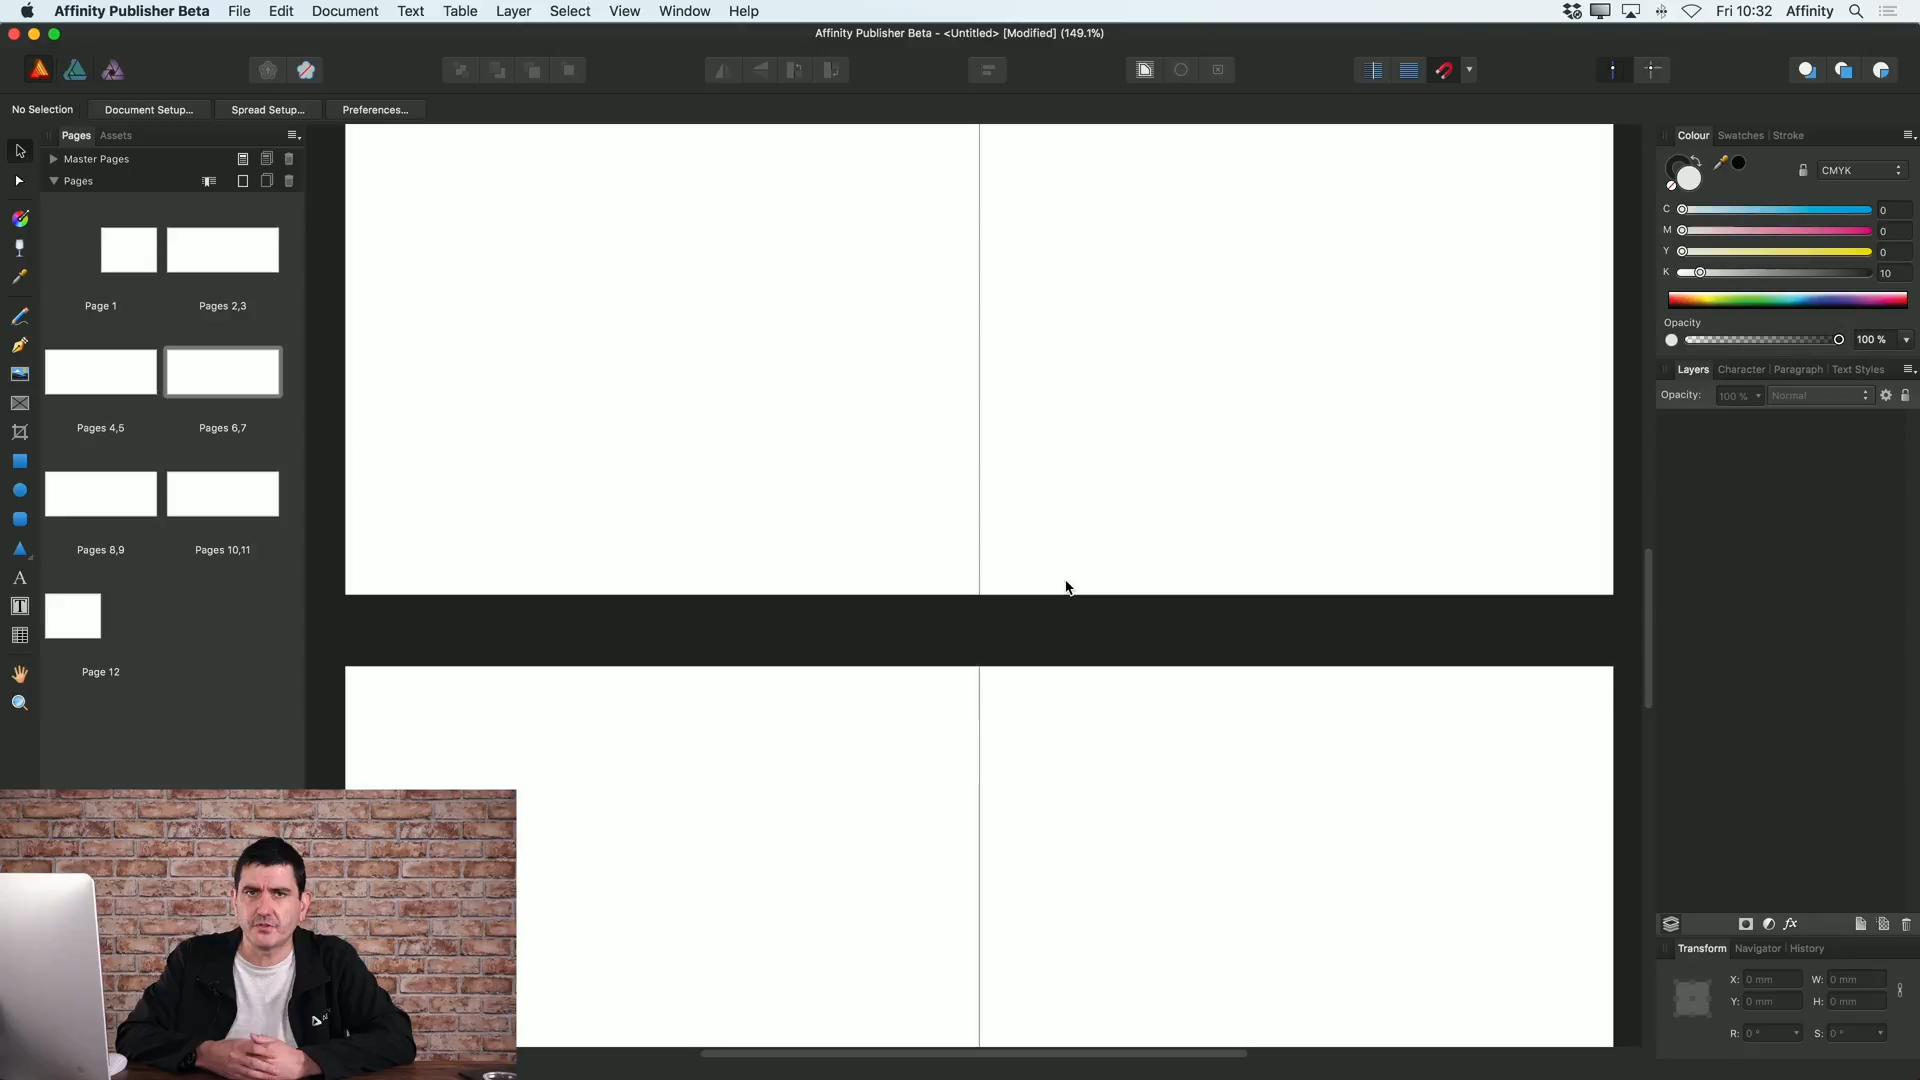 Affinity Publisher Beta File Edit Document Text Table Layer Select View Window Help Fri 10:32 Affinity
Affinity Publisher Beta - <Untitled> [Modified] (149.1%)
No Selection Document Setup... Spread Setup... Preferences...
Pages Assets
Master Pages
Pages
Page 1 Pages 2,3
Pages 4,5 Pages 6,7
Pages 8,9 Pages 10,11
Page 12
A
T
Colour Swatches Stroke
CMYK
C 0
M 0
Y 0
K 10
Opacity
100 %
Layers Character Paragraph Text Styles
Opacity: 100 % Normal
fx
Transform Navigator History
X: 0 mm W: 0 mm
Y: 0 mm H: 0 mm
R: 0 ° S: 0 °